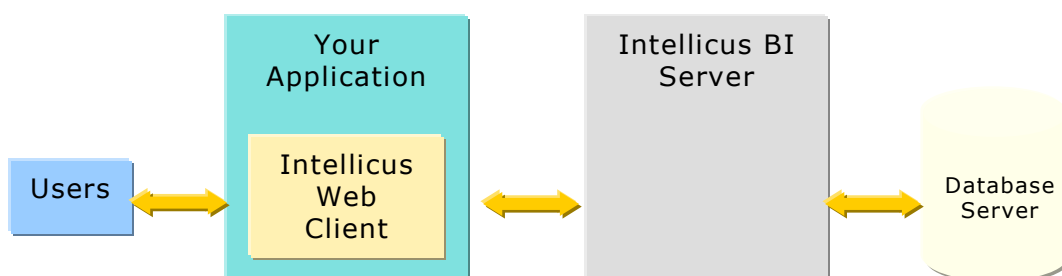 Your
Application
Intellicus BI
Server
Users
Intellicus
Web
Client
Database
Server